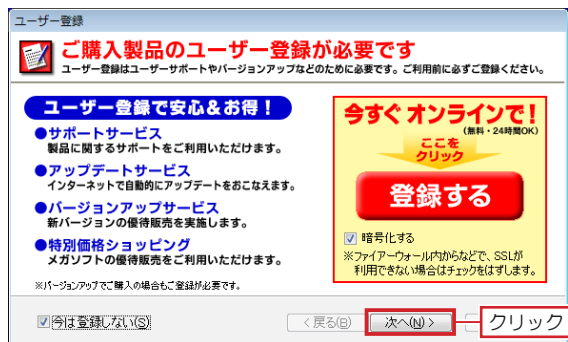 ユーザー登録
ご購入製品のユーザー登録が必要です
ユーザー登録はユーザーサポートやバージョンアップなどのために必要です。ご利用前に必ずご登録ください。
ユーザー登録で安心&お得！
●サポートサービス
製品に関するサポートをご利用いただけます。
●アップデートサービス
インターネットで自動的にアップデートをおこなえます。
●バージョンアップサービス
新バージョンの優待販売を実施します。
●特別価格ショッピング
メガソフトの優待販売をご利用いただけます。
※バージョンアップでご購入の場合もご登録が必要です。
今すぐオンラインで！
(無料・24時間OK)
ここを
クリック
登録する
暗号化する
※ファイアーウォール内からなどで、SSLが
利用できない場合はチェックをはずします。
今は登録しない(S)
<戻る(B)
次へ(N)>
クリック